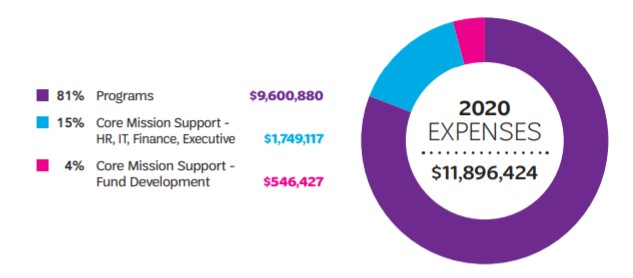 81% Programs $9,600,880
15% Core Mission Support -
HR, IT, Finance, Executive $1,749,117
4% Core Mission Support -
Fund Development $546,427
2020
EXPENSES
$11,896,424